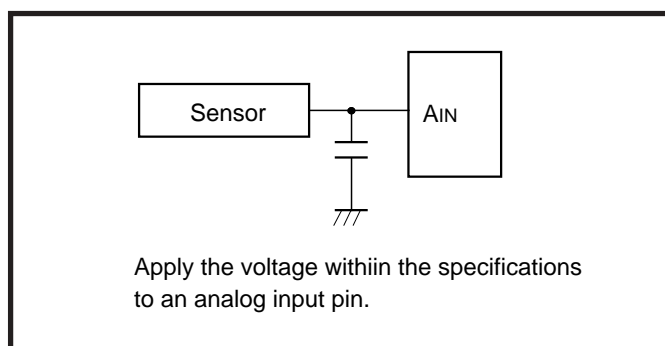 Sensor
AIN
Apply the voltage withiin the specifications
to an analog input pin.